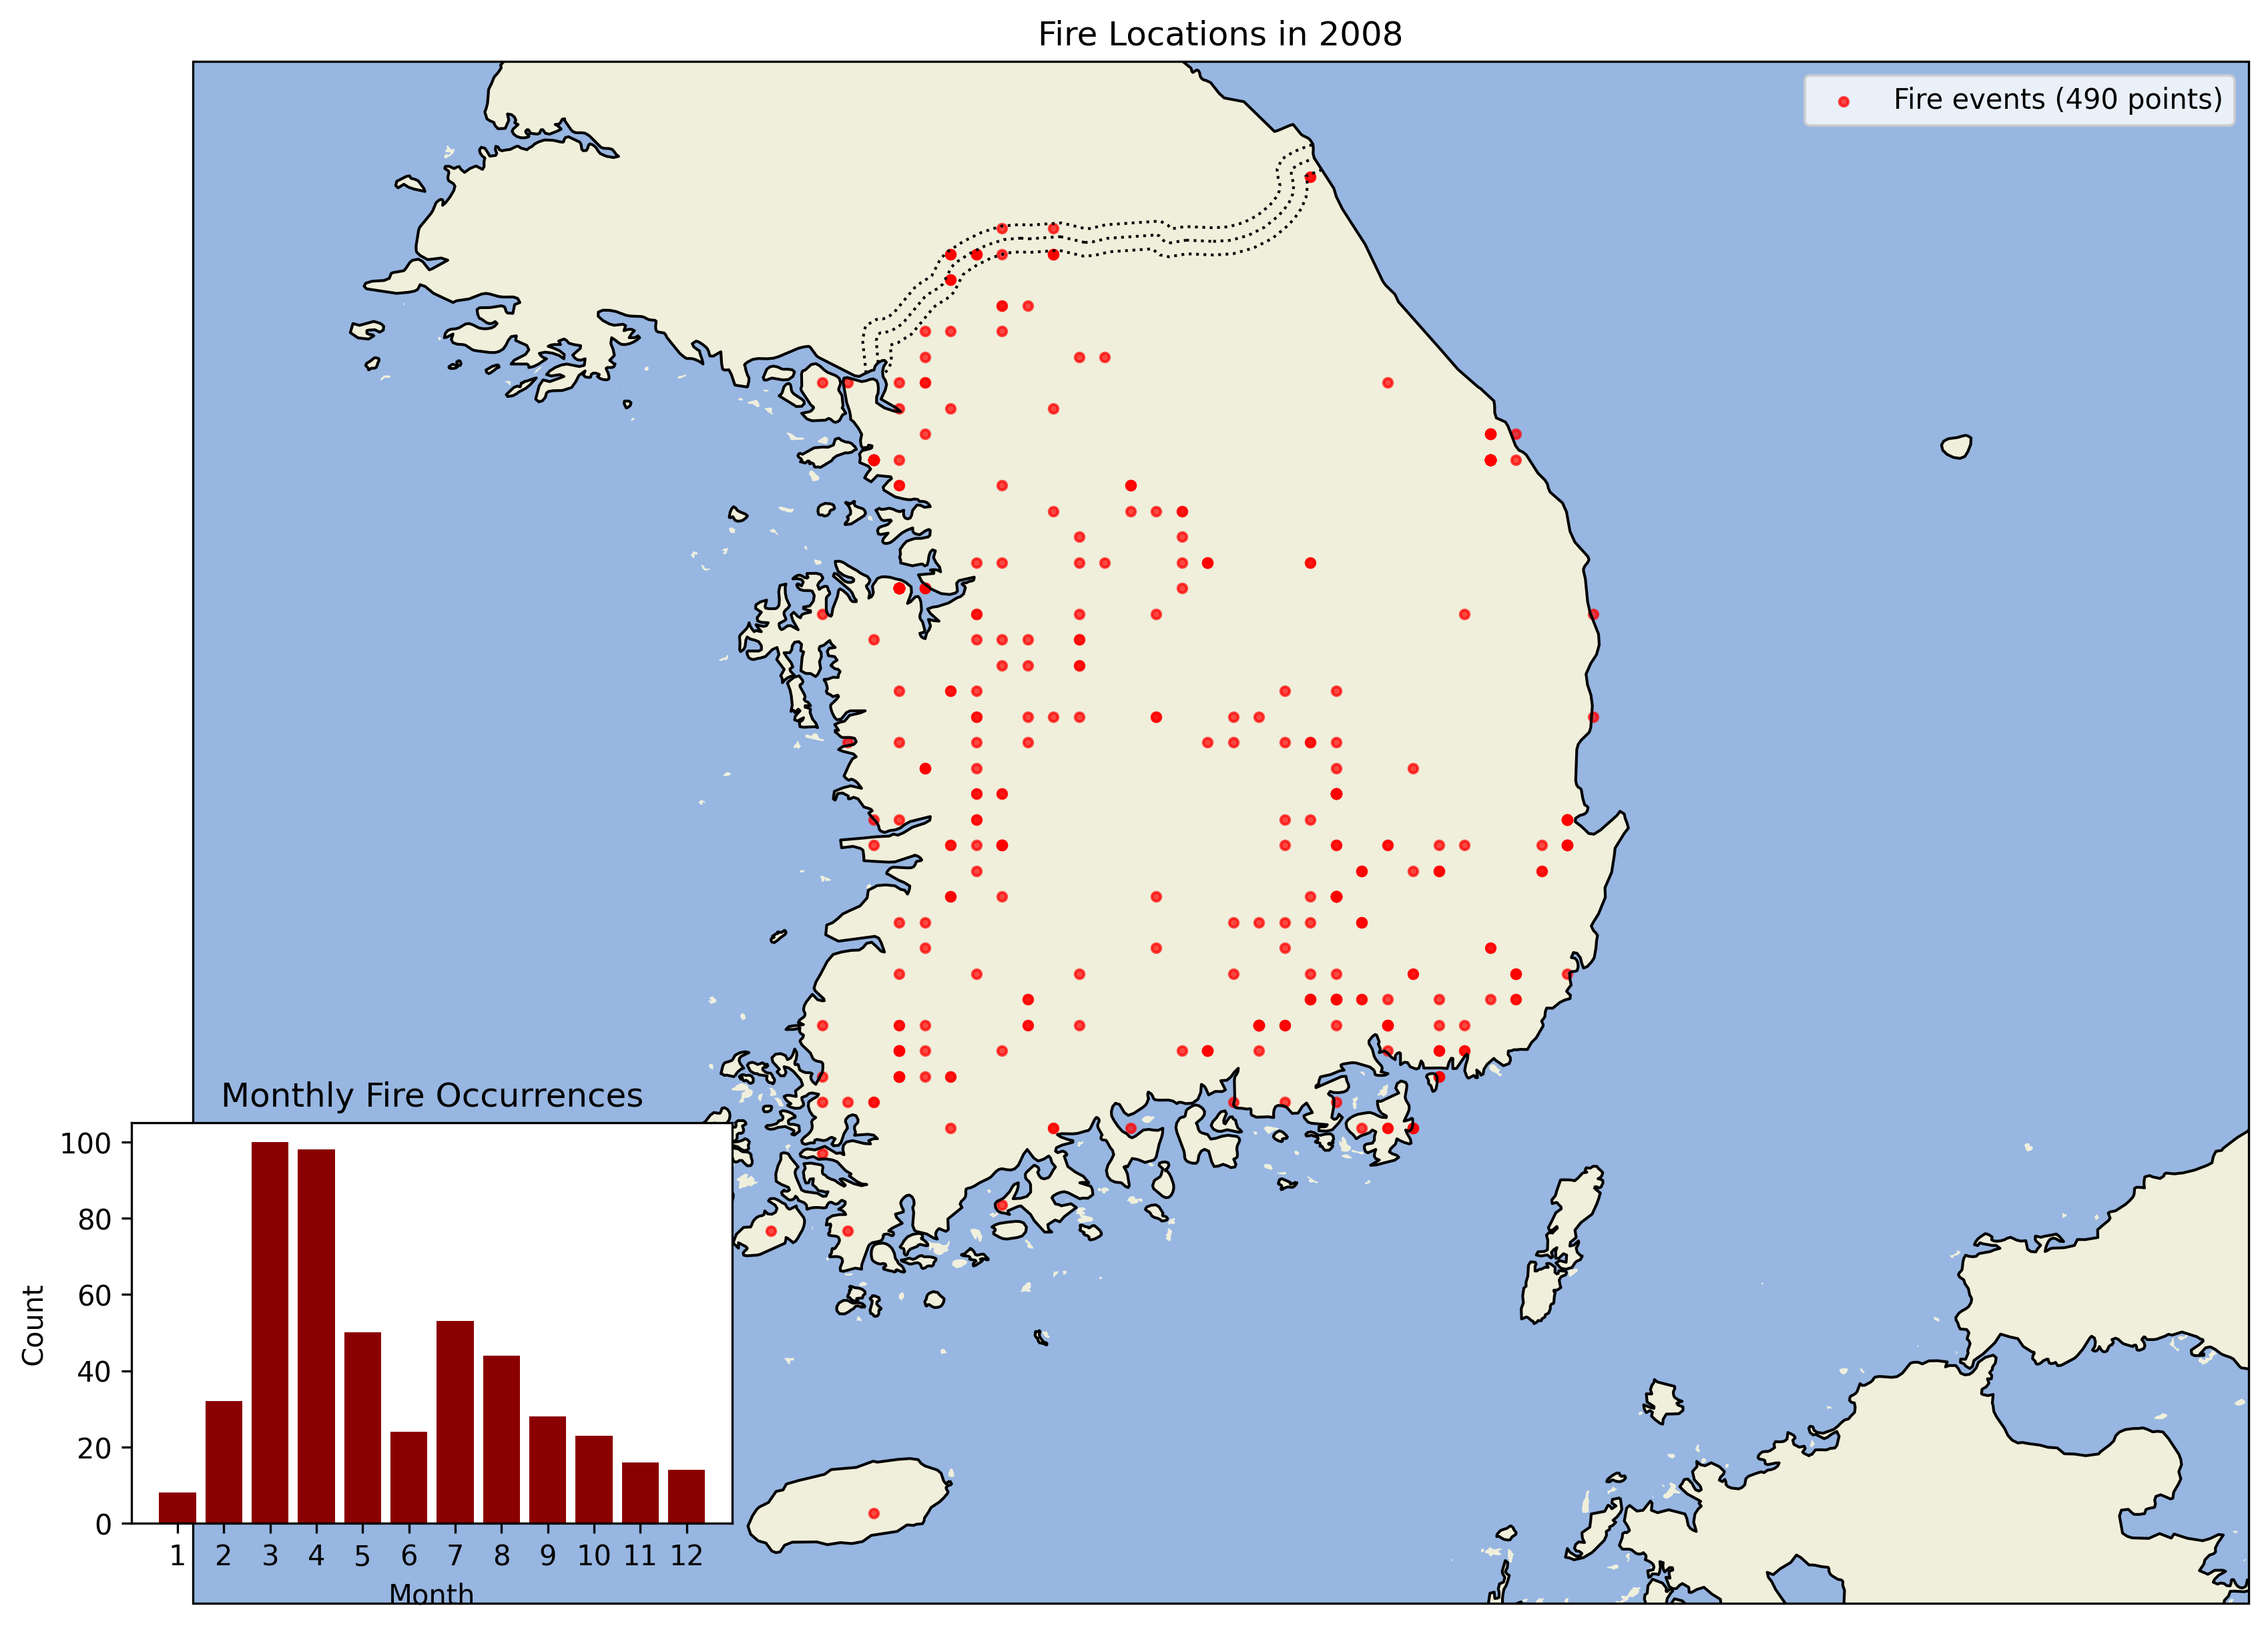 Fire Locations in 2008
Fire events (490 points)
Monthly Fire Occurrences
100
80
60
40
20
0
Count
1 2 3 4 5 6 7 8 9 10 11 12
Month